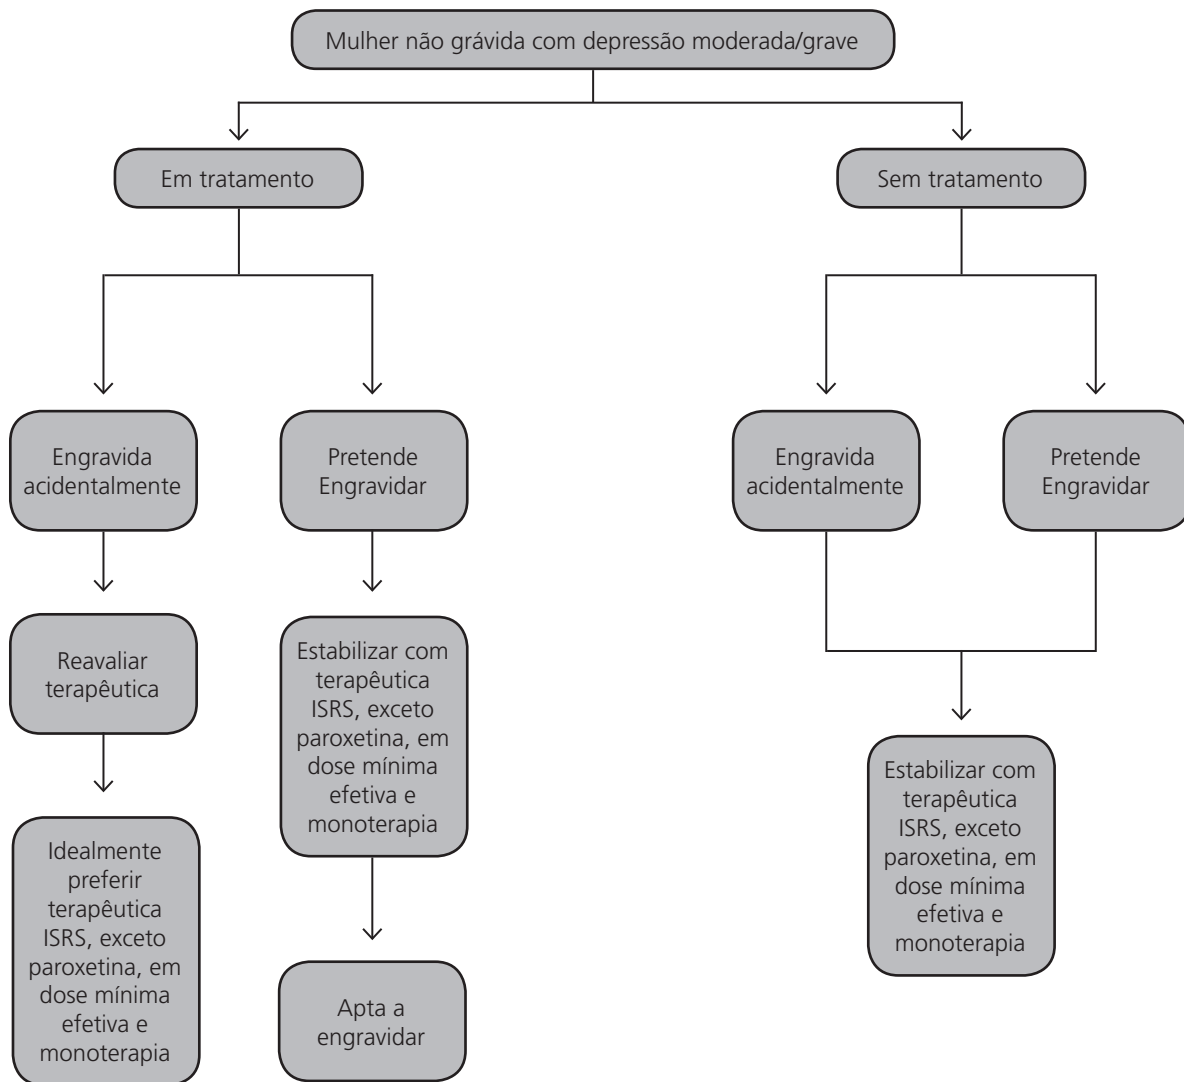 Mulher não grávida com depressão moderada/grave
Em tratamento
Sem tratamento
Engravida
acidentalmente
Pretende
Engravidar
Engravida
acidentalmente
Pretende
Engravidar
Reavaliar
terapêutica
Estabilizar com
terapêutica
ISRS, exceto
paroxetina, em
dose mínima
efetiva e
monoterapia
Estabilizar com
terapêutica
ISRS, exceto
paroxetina, em
dose mínima
efetiva e
monoterapia
Idealmente
preferir
terapêutica
ISRS, exceto
paroxetina, em
dose mínima
efetiva e
monoterapia
Apta a
engravidar